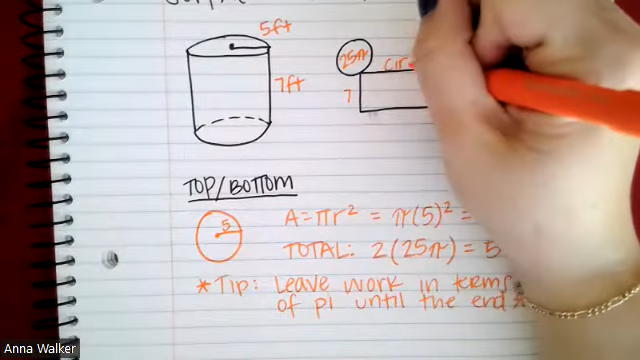 5ft
7ft
25π
cir
7
TOP/BOTTOM
5
A = πr² = π(5)² =
TOTAL: 2(25π) = 5
*TIP: Leave work in terms
of pi until the end *
Anna Walker